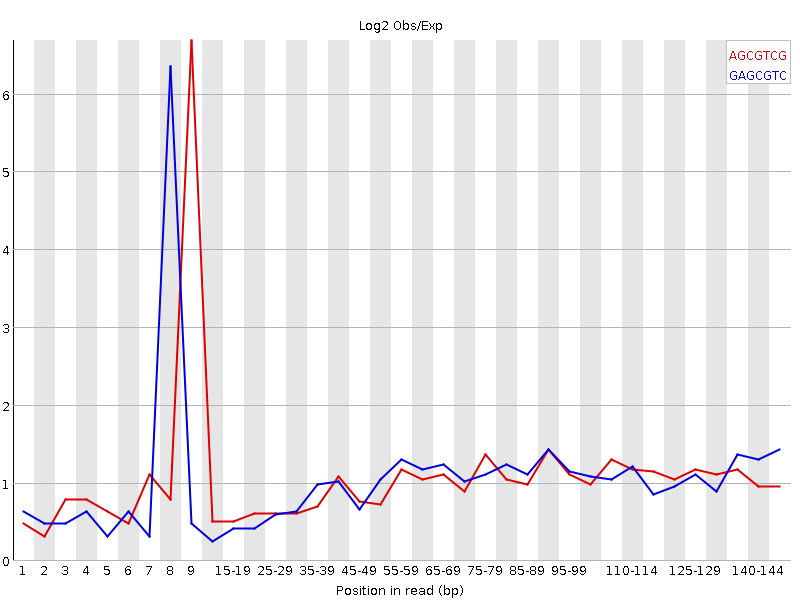 Log2 Obs/Exp
AGCGTCG
GAGCGTC
6
5
4
3
2
1
0
1 2 3 4 5 6 7 8 9 15-19 25-29 35-39 45-49 55-59 65-69 75-79 85-89 95-99 110-114 125-129 140-144
Position in read (bp)